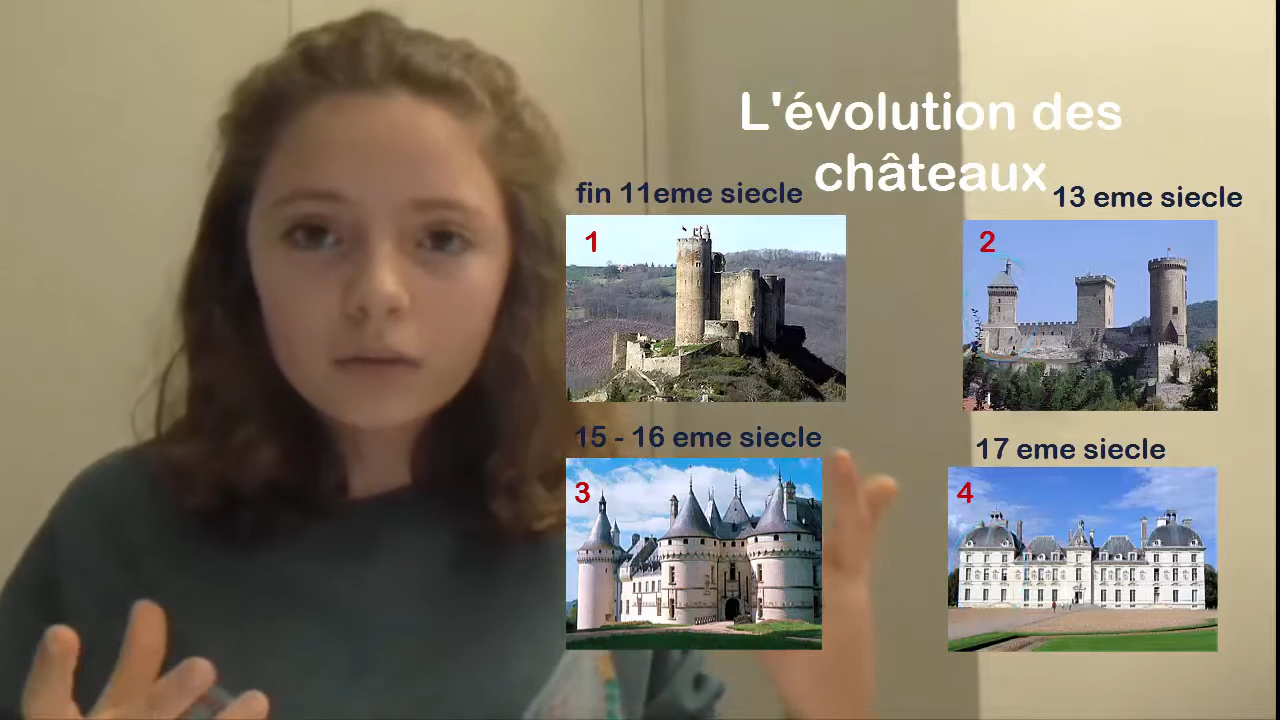 L'évolution des
châteaux
fin 11eme siecle
13 eme siecle
1
2
15 - 16 eme siecle
17 eme siecle
3
4